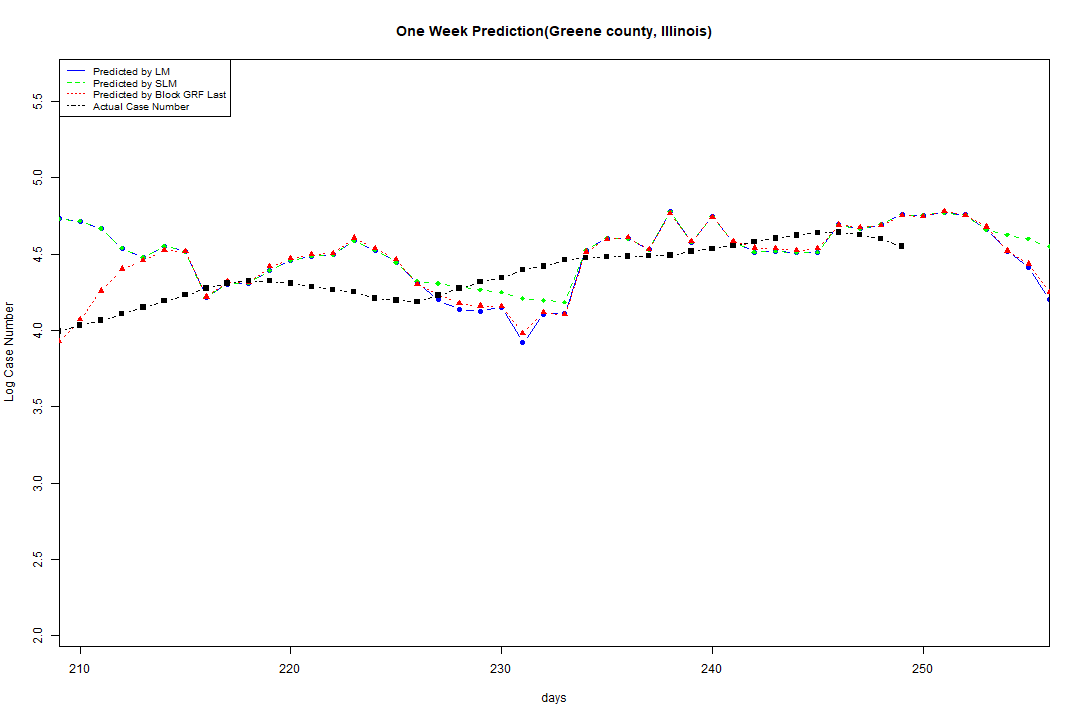 One Week Prediction(Greene county, Illinois)
Predicted by LM
Predicted by SLM
Predicted by Block GRF Last
Actual Case Number
5.5
5.0
4.5
4.0
3.5
3.0
2.5
2.0
Log Case Number
210 220 230 240 250
days